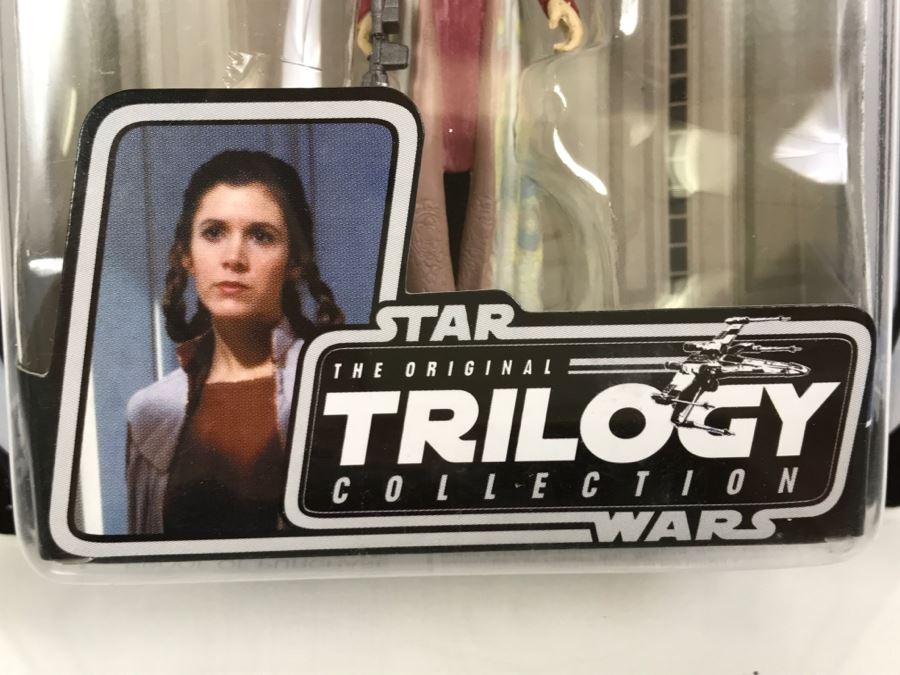 STAR
THE ORIGINAL
TRILOGY
COLLECTION
WARS